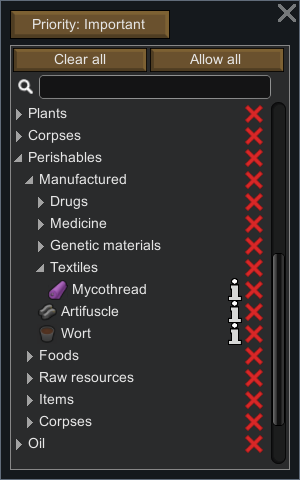 Priority: Important
Clear all
Allow all
Plants
Corpses
Perishables
Manufactured
Drugs
Medicine
Genetic materials
Textiles
Mycothread
Artifuscle
Wort
Foods
Raw resources
Items
Corpses
Oil